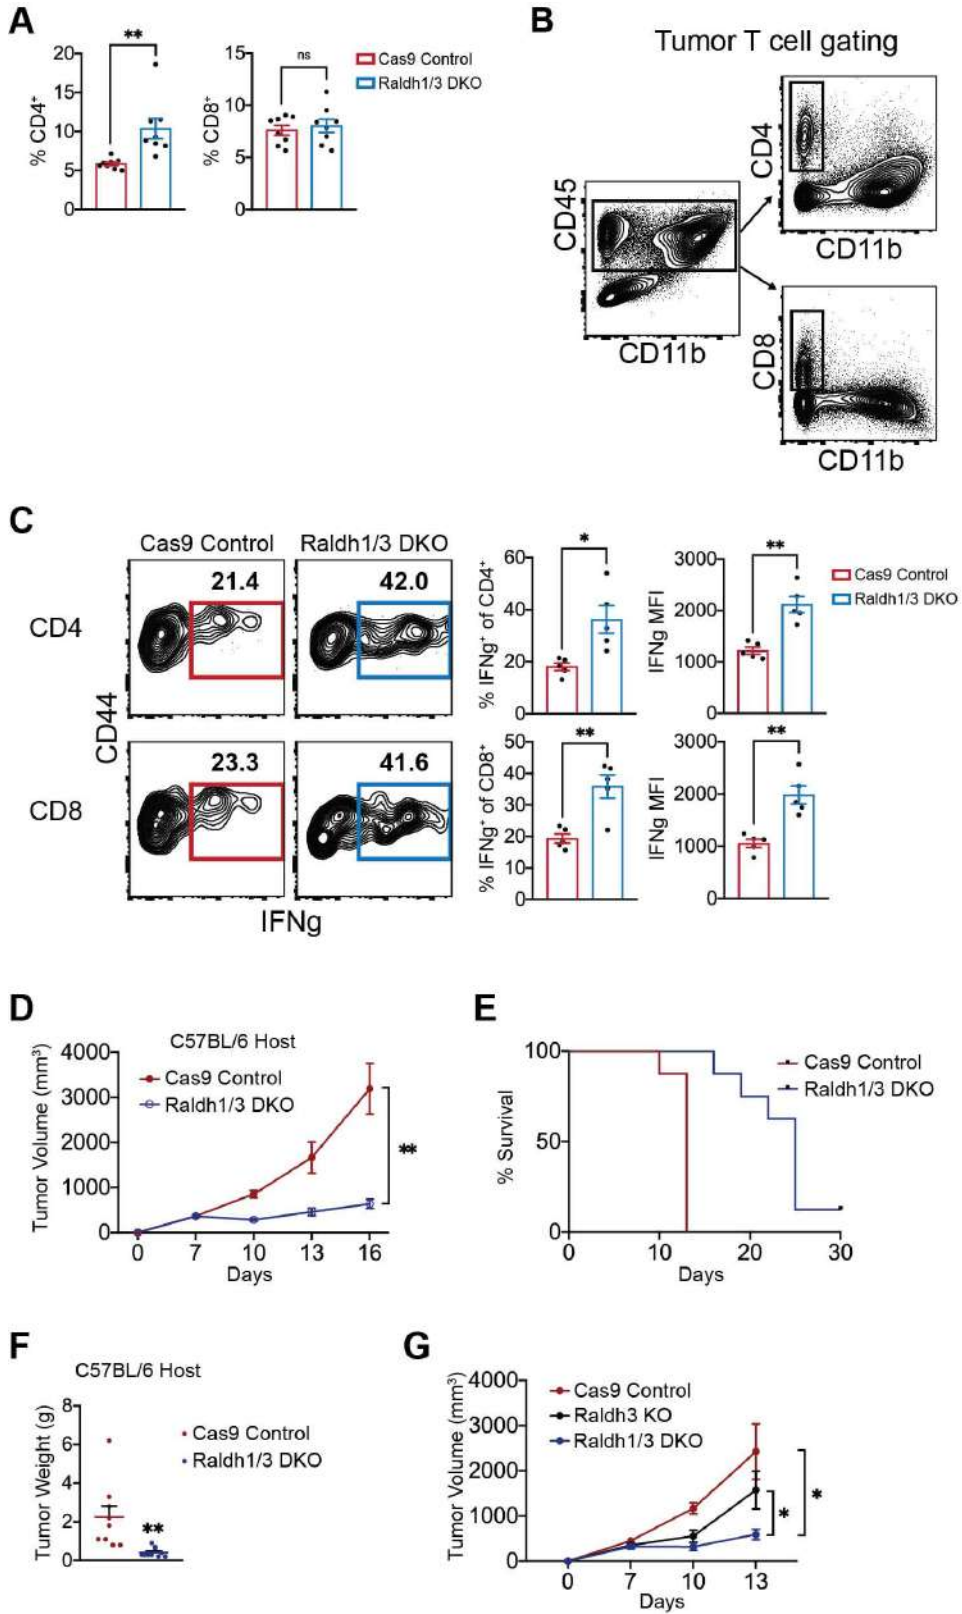 A
% CD4⁺
20
15
10
5
0
**
% CD8⁺
15
10
5
0
ns
Cas9 Control
Raldh1/3 DKO
B
Tumor T cell gating
CD45
CD11b
CD4
CD11b
CD8
CD11b
C
Cas9 Control
Raldh1/3 DKO
CD4
21.4
42.0
CD44
CD8
23.3
41.6
IFNg
% IFNg⁺ of CD4⁺
60
40
20
0
*
IFNg MFI
3000
2000
1000
0
**
Cas9 Control
Raldh1/3 DKO
% IFNg⁺ of CD8⁺
50
40
30
20
10
0
**
IFNg MFI
3000
2000
1000
0
**
D
C57BL/6 Host
Tumor Volume (mm³)
4000
3000
2000
1000
0
Cas9 Control
Raldh1/3 DKO
**
0 7 10 13 16
Days
E
% Survival
100
50
0
Cas9 Control
Raldh1/3 DKO
0 10 20 30
Days
F
C57BL/6 Host
Tumor Weight (g)
8
6
4
2
0
Cas9 Control
Raldh1/3 DKO
**
G
Tumor Volume (mm³)
4000
3000
2000
1000
0
Cas9 Control
Raldh3 KO
Raldh1/3 DKO
*
*
0 7 10 13
Days